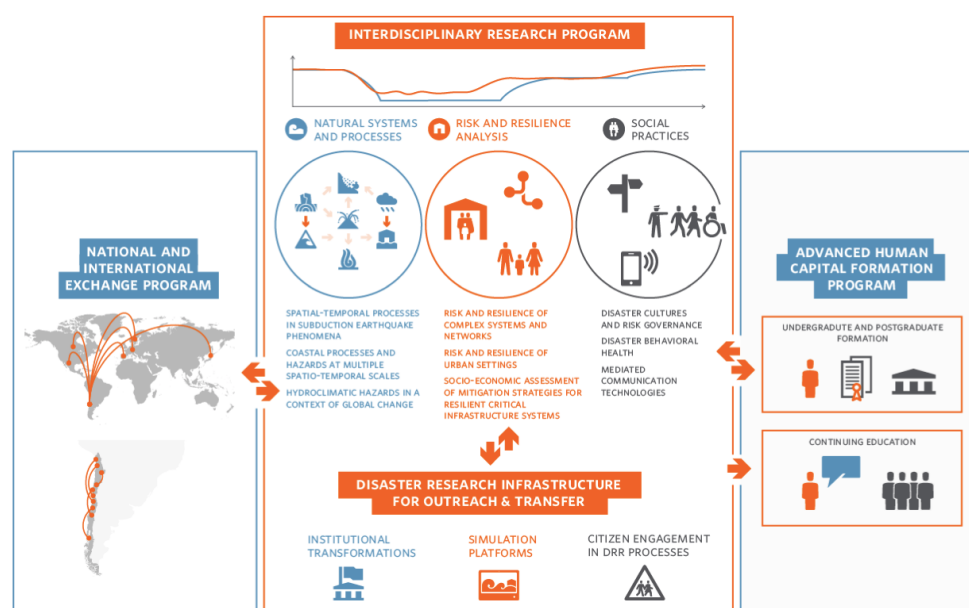 INTERDISCIPLINARY RESEARCH PROGRAM
NATURAL SYSTEMS
AND PROCESSES
RISK AND RESILIENCE
ANALYSIS
SOCIAL
PRACTICES
NATIONAL AND
INTERNATIONAL
EXCHANGE PROGRAM
SPATIAL-TEMPORAL PROCESSES
IN SUBDUCTION EARTHQUAKE
PHENOMENA
COASTAL PROCESSES AND
HAZARDS AT MULTIPLE
SPATIO-TEMPORAL SCALES
HYDROCLIMATIC HAZARDS IN A
CONTEXT OF GLOBAL CHANGE
RISK AND RESILIENCE OF
COMPLEX SYSTEMS AND
NETWORKS
RISK AND RESILIENCE OF
URBAN SETTINGS
SOCIO-ECONOMIC ASSESSMENT
OF MITIGATION STRATEGIES FOR
RESILIENT CRITICAL
INFRASTRUCTURE SYSTEMS
DISASTER CULTURES
AND RISK GOVERNANCE
DISASTER BEHAVIORAL
HEALTH
MEDIATED
COMMUNICATION
TECHNOLOGIES
ADVANCED HUMAN
CAPITAL FORMATION
PROGRAM
UNDERGRADUTE AND POSTGRADUATE
FORMATION
CONTINUING EDUCATION
DISASTER RESEARCH INFRASTRUCTURE
FOR OUTREACH & TRANSFER
INSTITUTIONAL
TRANSFORMATIONS
SIMULATION
PLATFORMS
CITIZEN ENGAGEMENT
IN DRR PROCESSES